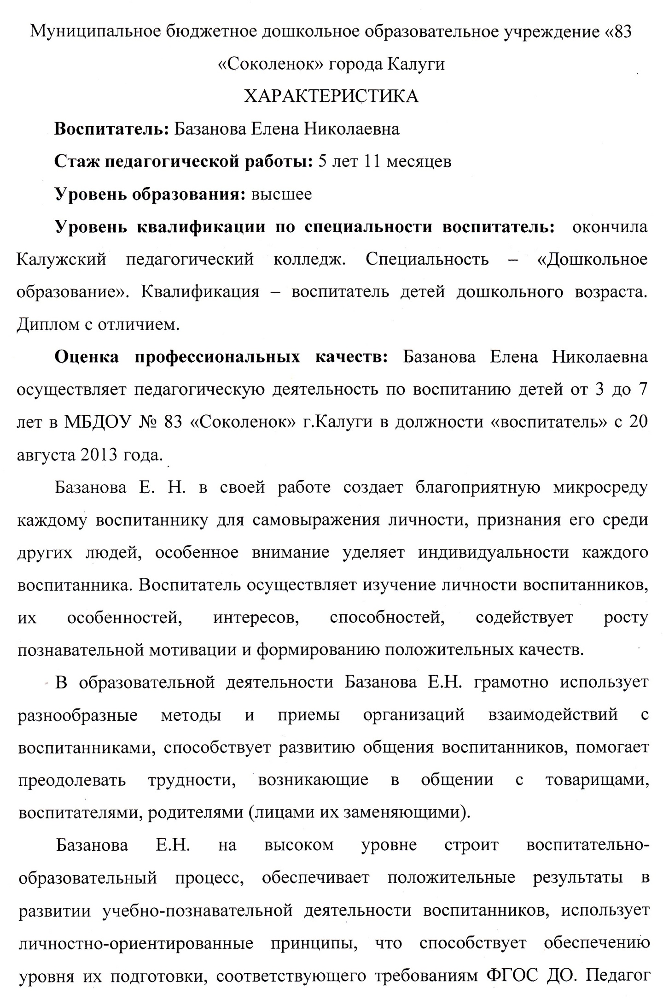 Муниципальное бюджетное дошкольное образовательное учреждение «83
«Соколенок» города Калуги
ХАРАКТЕРИСТИКА
Воспитатель: Базанова Елена Николаевна
Стаж педагогической работы: 5 лет 11 месяцев
Уровень образования: высшее
Уровень квалификации по специальности воспитатель: окончила
Калужский педагогический колледж. Специальность – «Дошкольное
образование». Квалификация – воспитатель детей дошкольного возраста.
Диплом с отличием.
Оценка профессиональных качеств: Базанова Елена Николаевна
осуществляет педагогическую деятельность по воспитанию детей от 3 до 7
лет в МБДОУ № 83 «Соколенок» г.Калуги в должности «воспитатель» с 20
августа 2013 года.
Базанова Е. Н. в своей работе создает благоприятную микросреду
каждому воспитаннику для самовыражения личности, признания его среди
других людей, особенное внимание уделяет индивидуальности каждого
воспитанника. Воспитатель осуществляет изучение личности воспитанников,
их особенностей, интересов, способностей, содействует росту
познавательной мотивации и формированию положительных качеств.
В образовательной деятельности Базанова Е.Н. грамотно использует
разнообразные методы и приемы организаций взаимодействий с
воспитанниками, способствует развитию общения воспитанников, помогает
преодолевать трудности, возникающие в общении с товарищами,
воспитателями, родителями (лицами их заменяющими).
Базанова Е.Н. на высоком уровне строит воспитательно-
образовательный процесс, обеспечивает положительные результаты в
развитии учебно-познавательной деятельности воспитанников, использует
личностно-ориентированные принципы, что способствует обеспечению
уровня их подготовки, соответствующего требованиям ФГОС ДО. Педагог